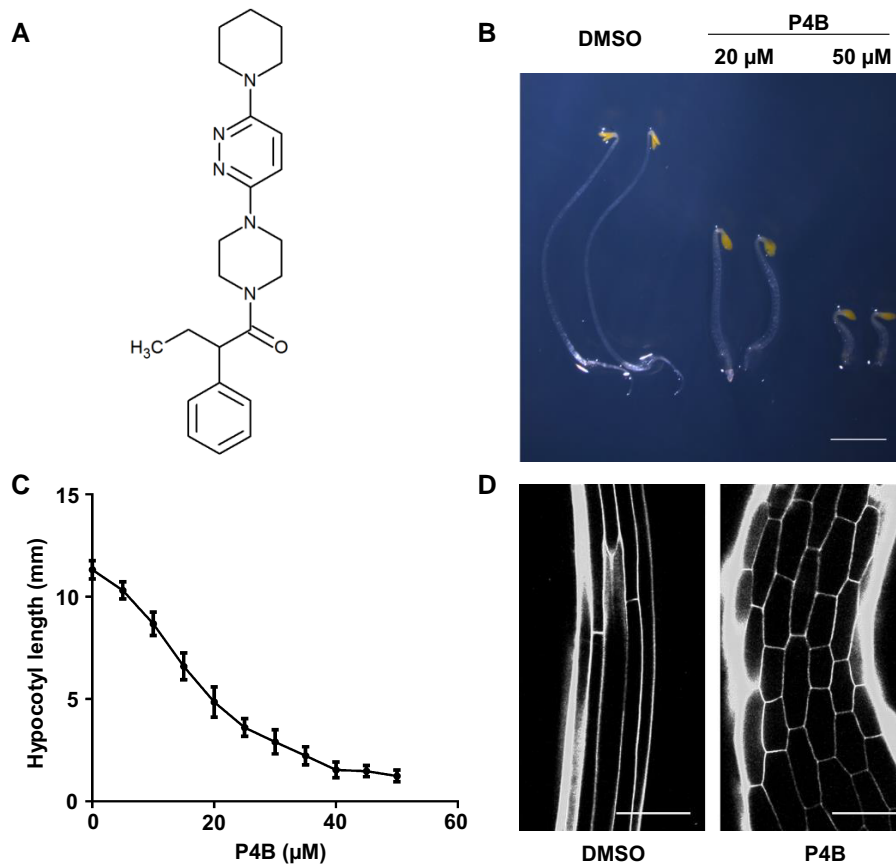 A
N
N
N
N
N
H₃C
O
B
DMSO
P4B
20 µM
50 µM
C
Hypocotyl length (mm)
15
10
5
0
0
20
40
60
P4B (µM)
D
DMSO
P4B